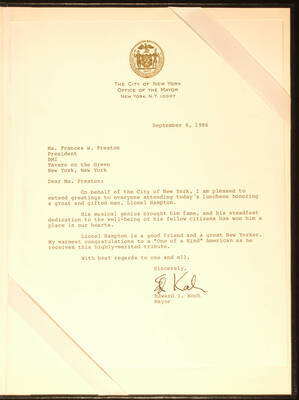 THE CITY OF NEW YORK
OFFICE OF THE MAYOR
NEW YORK, N.Y. 10007
September 4, 1986
Ms. Frances W. Preston
President
BMI
Tavern on the Green
New York, New York
Dear Ms. Preston:
On behalf of the City of New York, I am pleased to
extend greetings to everyone attending today's luncheon honoring
a great and gifted man, Lionel Hampton.
His musical genius brought him fame, and his steadfast
dedication to the well-being of his fellow citizens has won him a
place in our hearts.
Lionel Hampton is a good friend and a great New Yorker.
My warmest congratulations to a "One of a Kind" American as he
receives this highly-merited tribute.
With best regards to one and all.
Sincerely,
Ed Koch
Edward I. Koch
Mayor